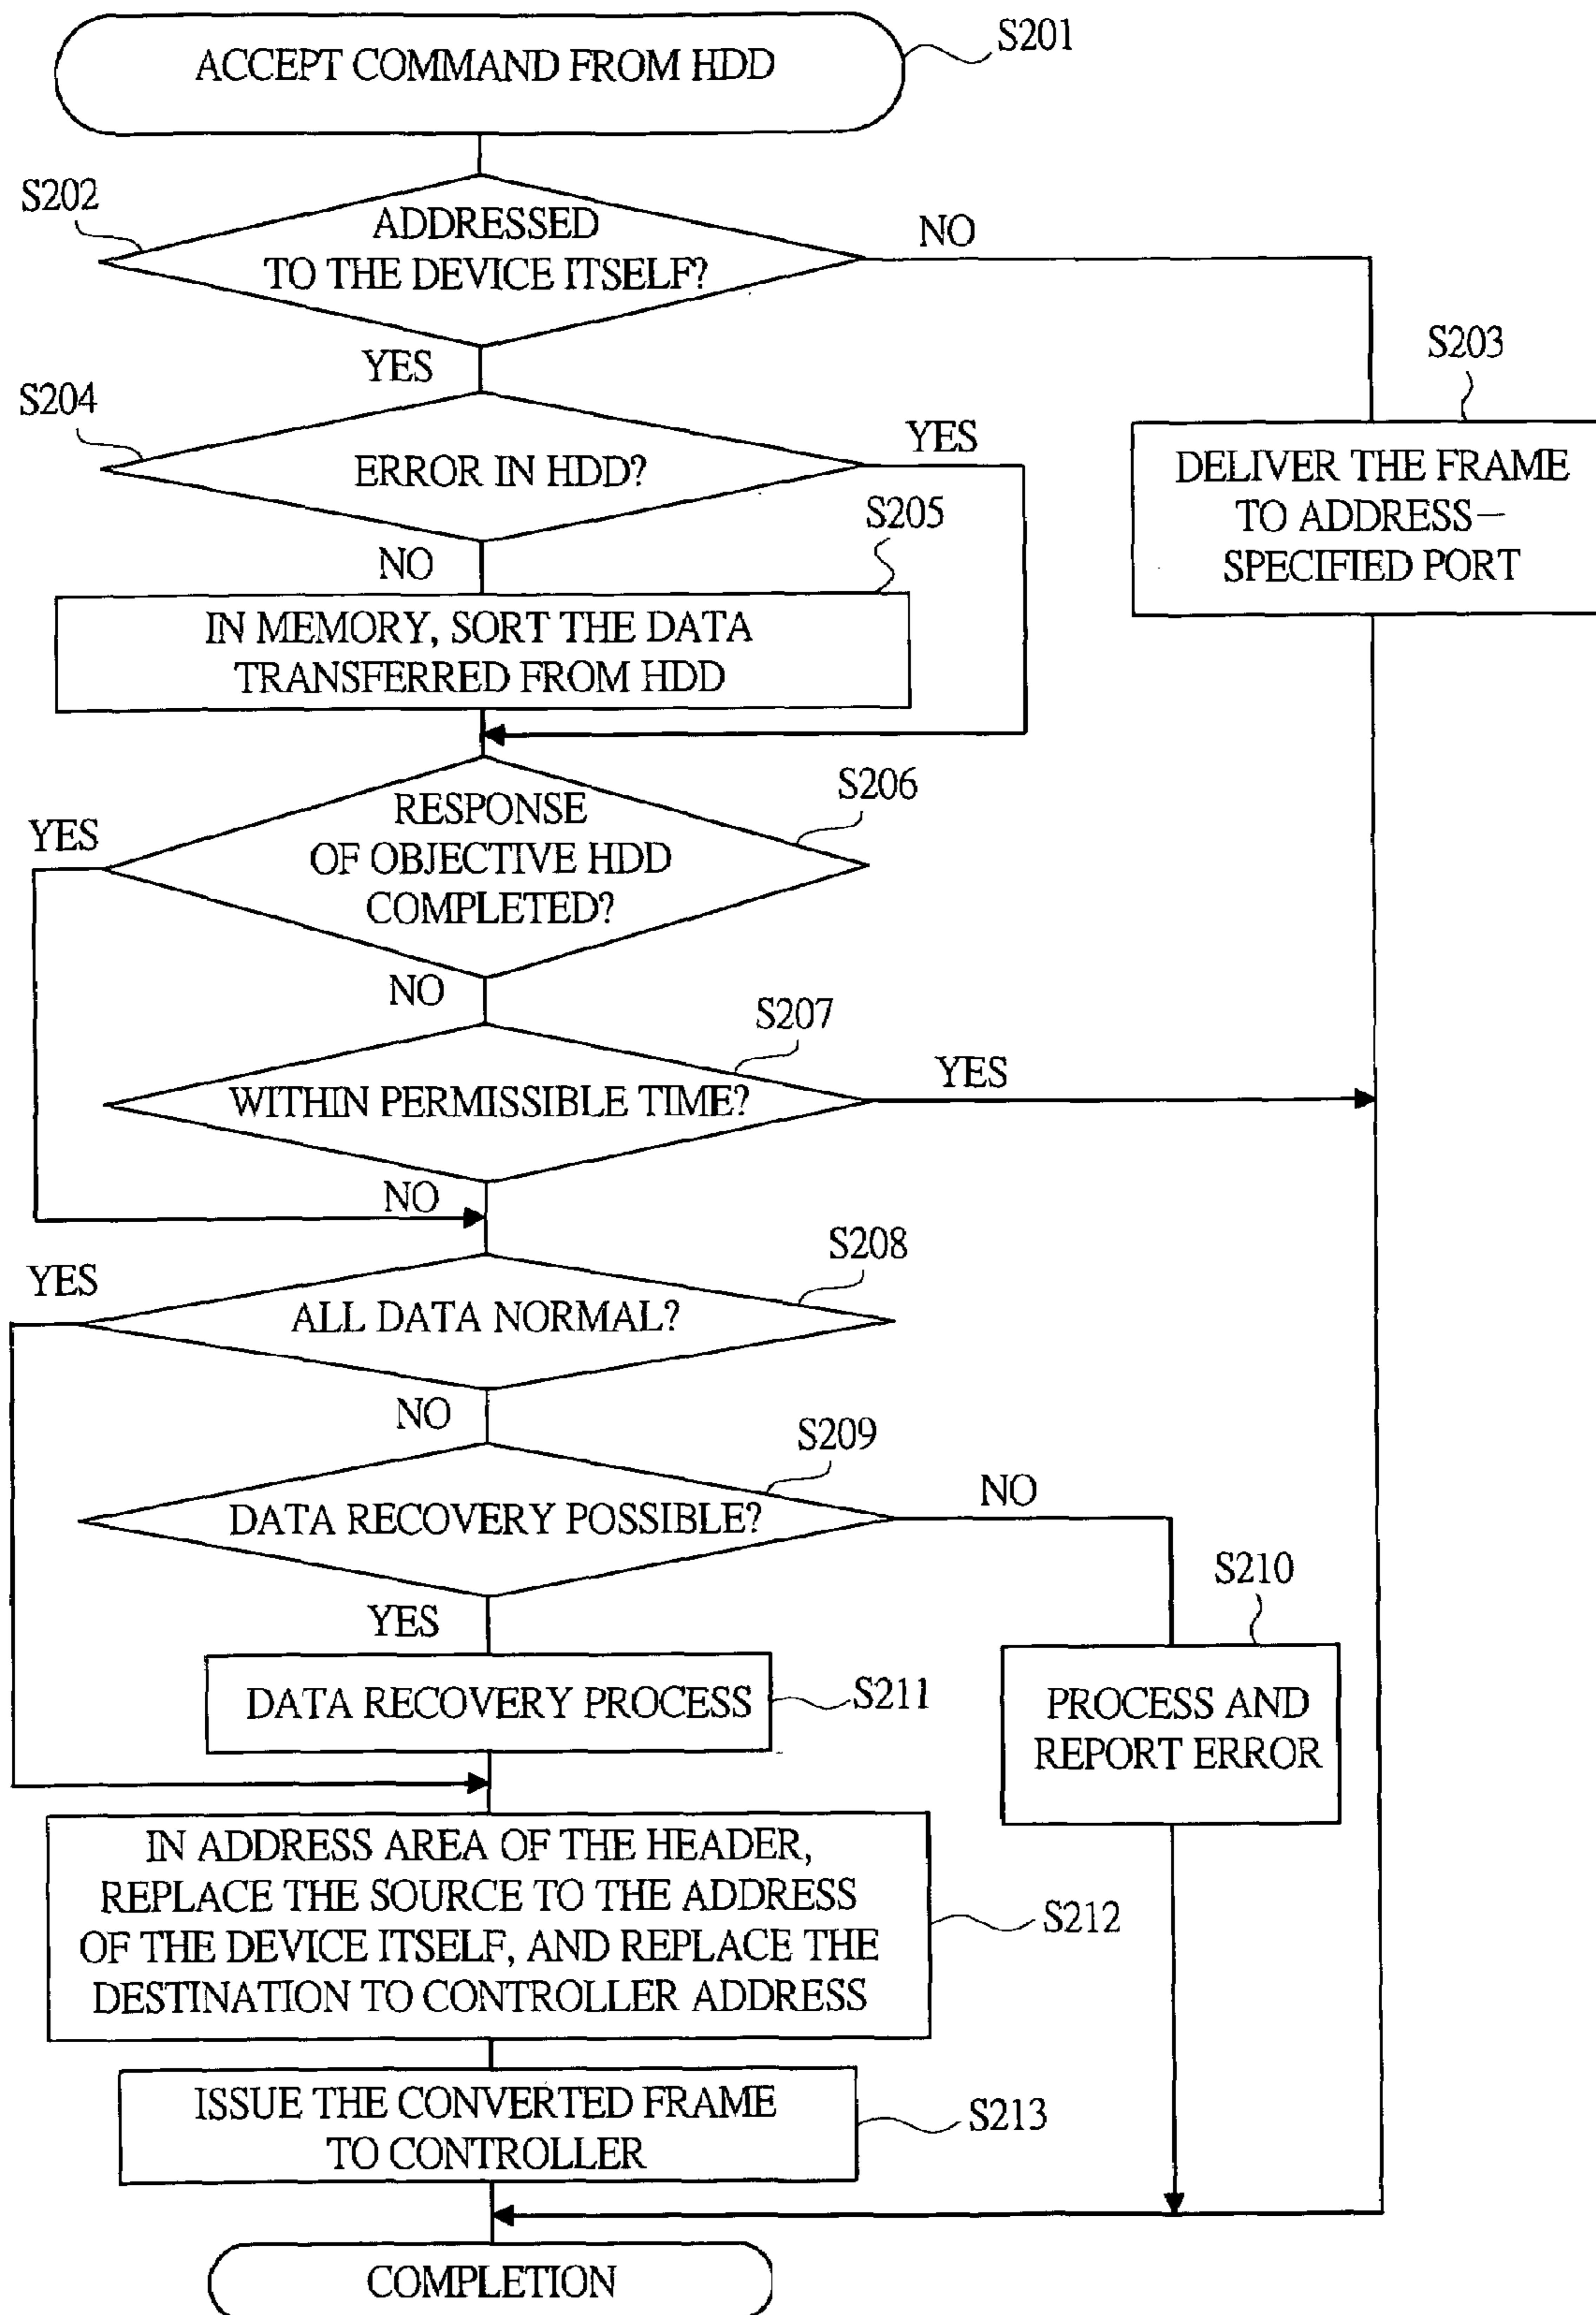 ACCEPT COMMAND FROM HDD
S201
S202
ADDRESSED
TO THE DEVICE ITSELF?
NO
YES
S203
DELIVER THE FRAME
TO ADDRESS—
SPECIFIED PORT
S204
ERROR IN HDD?
YES
NO
S205
IN MEMORY, SORT THE DATA
TRANSFERRED FROM HDD
S206
YES
RESPONSE
OF OBJECTIVE HDD
COMPLETED?
NO
S207
WITHIN PERMISSIBLE TIME?
YES
NO
S208
YES
ALL DATA NORMAL?
NO
S209
DATA RECOVERY POSSIBLE?
NO
YES
S210
PROCESS AND
REPORT ERROR
DATA RECOVERY PROCESS
S211
IN ADDRESS AREA OF THE HEADER,
REPLACE THE SOURCE TO THE ADDRESS
OF THE DEVICE ITSELF, AND REPLACE THE
DESTINATION TO CONTROLLER ADDRESS
S212
ISSUE THE CONVERTED FRAME
TO CONTROLLER
S213
COMPLETION